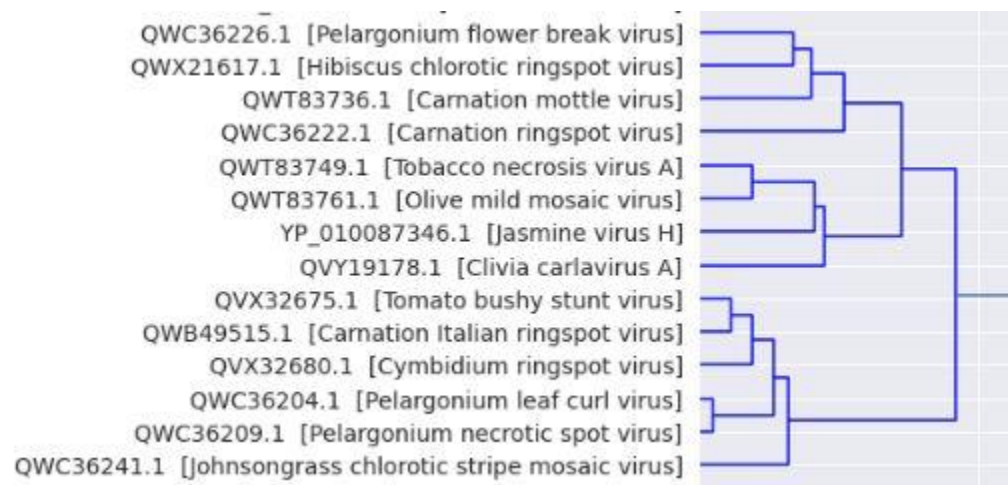 QWC36226.1 [Pelargonium flower break virus]
QWX21617.1 [Hibiscus chlorotic ringspot virus]
QWT83736.1 [Carnation mottle virus]
QWC36222.1 [Carnation ringspot virus]
QWT83749.1 [Tobacco necrosis virus A]
QWT83761.1 [Olive mild mosaic virus]
YP_010087346.1 [Jasmine virus H]
QVY19178.1 [Clivia carlavirus A]
QVX32675.1 [Tomato bushy stunt virus]
QWB49515.1 [Carnation Italian ringspot virus]
QVX32680.1 [Cymbidium ringspot virus]
QWC36204.1 [Pelargonium leaf curl virus]
QWC36209.1 [Pelargonium necrotic spot virus]
QWC36241.1 [Johnsongrass chlorotic stripe mosaic virus]